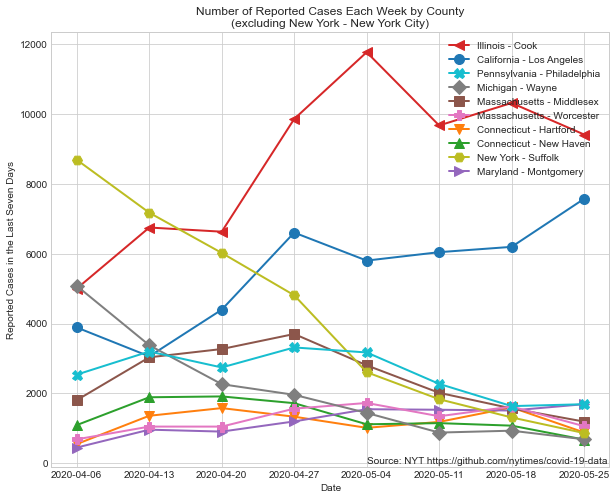 Number of Reported Cases Each Week by County
(excluding New York - New York City)
12000
10000
8000
6000
4000
2000
0
Reported Cases in the Last Seven Days
Illinois - Cook
California - Los Angeles
Pennsylvania - Philadelphia
Michigan - Wayne
Massachusetts - Middlesex
Massachusetts - Worcester
Connecticut - Hartford
Connecticut - New Haven
New York - Suffolk
Maryland - Montgomery
Source: NYT https://github.com/nytimes/covid-19-data
2020-04-06 2020-04-13 2020-04-20 2020-04-27 2020-05-04 2020-05-11 2020-05-18 2020-05-25
Date